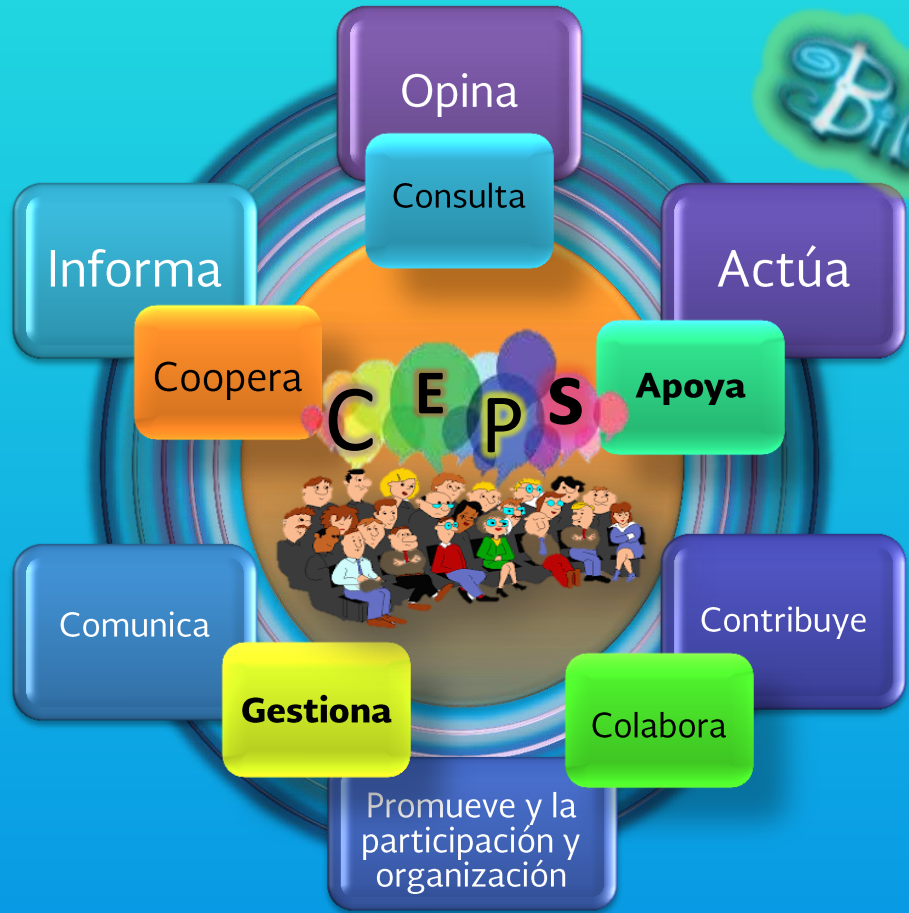 Opina
Consulta
Informa
Actúa
Coopera
Apoya
C E P S
Comunica
Contribuye
Gestiona
Colabora
Promueve y la
participación y
organización